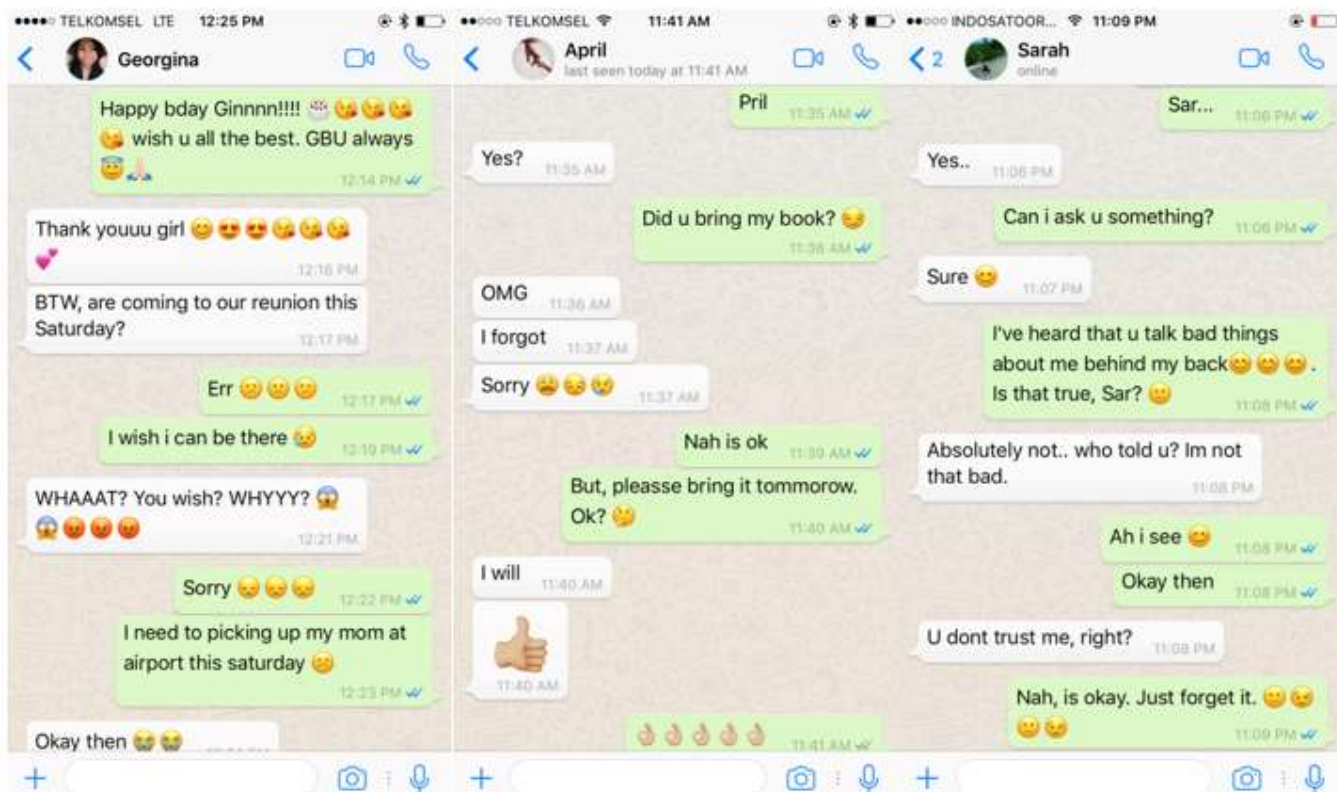 TELKOMSEL LTE 12:25 PM
Georgina
Happy bday Ginnnn!!!! 🎂😘😘😘
😘 wish u all the best. GBU always
😇🙏🏻
12:14 PM
Thank youuu girl 😊😍😍😘😘😘
💕
12:16 PM
BTW, are coming to our reunion this
Saturday?
12:17 PM
Err 😕😕😕
12:17 PM
I wish i can be there 😢
12:19 PM
WHAAAT? You wish? WHYYY? 😱
😱😡😡😡
12:21 PM
Sorry 😞😞😞
12:22 PM
I need to picking up my mom at
airport this saturday 🙁
12:23 PM
Okay then 😭😭
TELKOMSEL 11:41 AM
April
last seen today at 11:41 AM
Pril
11:35 AM
Yes?
11:35 AM
Did u bring my book? 😏
11:36 AM
OMG
11:36 AM
I forgot
11:37 AM
Sorry 😩😪😢
11:37 AM
Nah is ok
11:39 AM
But, pleasse bring it tommorow.
Ok? 🤔
11:40 AM
I will
11:40 AM
👍🏼
11:40 AM
👌🏼👌🏼👌🏼👌🏼👌🏼
11:41 AM
INDOSATOOR... 11:09 PM
2
Sarah
online
Sar...
11:06 PM
Yes..
11:06 PM
Can i ask u something?
11:06 PM
Sure 😊
11:07 PM
I've heard that u talk bad things
about me behind my back😊😊😊.
Is that true, Sar? 🙂
11:08 PM
Absolutely not.. who told u? Im not
that bad.
11:08 PM
Ah i see 😊
11:08 PM
Okay then
11:08 PM
U dont trust me, right?
11:09 PM
Nah, is okay. Just forget it. 🙂😉
🙂😉
11:09 PM